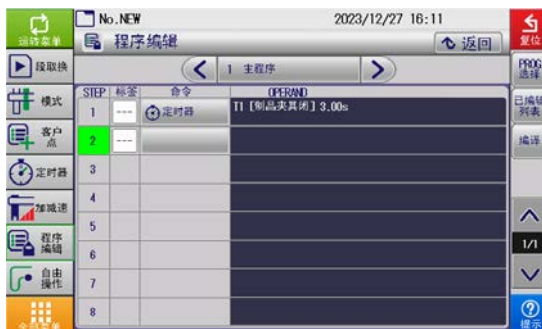 No.NEW 2023/12/27 16:11
运转菜单
程序编辑
返回
复位
段取换
1 主程序
PROG
选择
STEP 标签 命令 OPERAND
模式
1 --- 定时器 T1 [制品夹具闭] 3.00s
已编辑
列表
客户
点
2 ---
编译
定时器
3
加减速
4
5
程序
编辑
1/1
6
自由
操作
7
8
全部菜单
提示